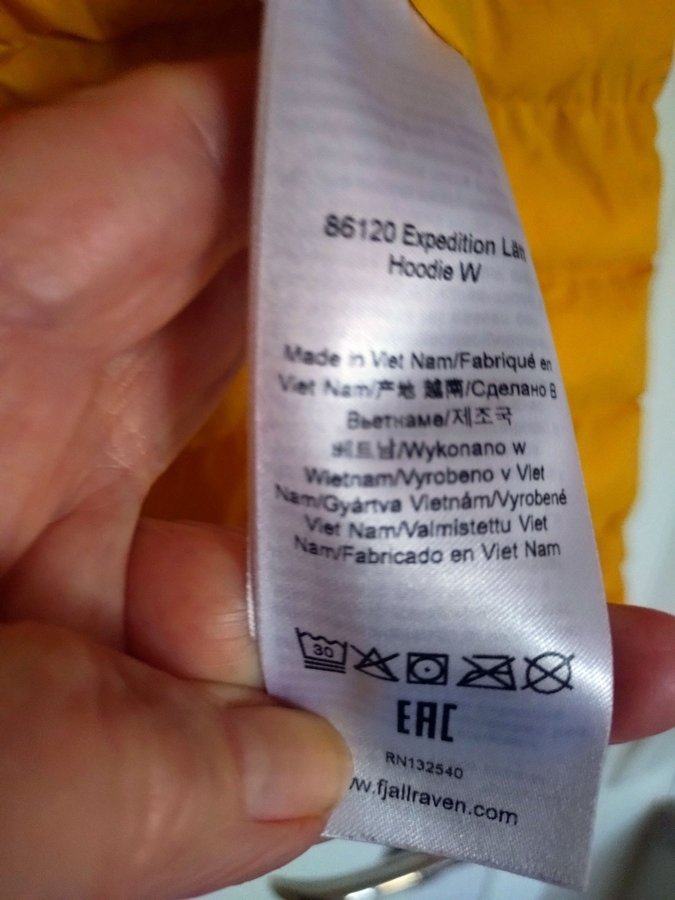 86120 Expedition Lätt
Hoodie W
Made in Viet Nam/Fabriqué en
Viet Nam/产地 越南/Сделано В
Вьетнаме/제조국
베트남/Wykonano w
Wietnam/Vyrobeno v Viet
Nam/Gyártva Vietnám/Vyrobené
Viet Nam/Valmistettu Viet
Nam/Fabricado en Viet Nam
30
EAC
RN132540
w.fjallraven.com